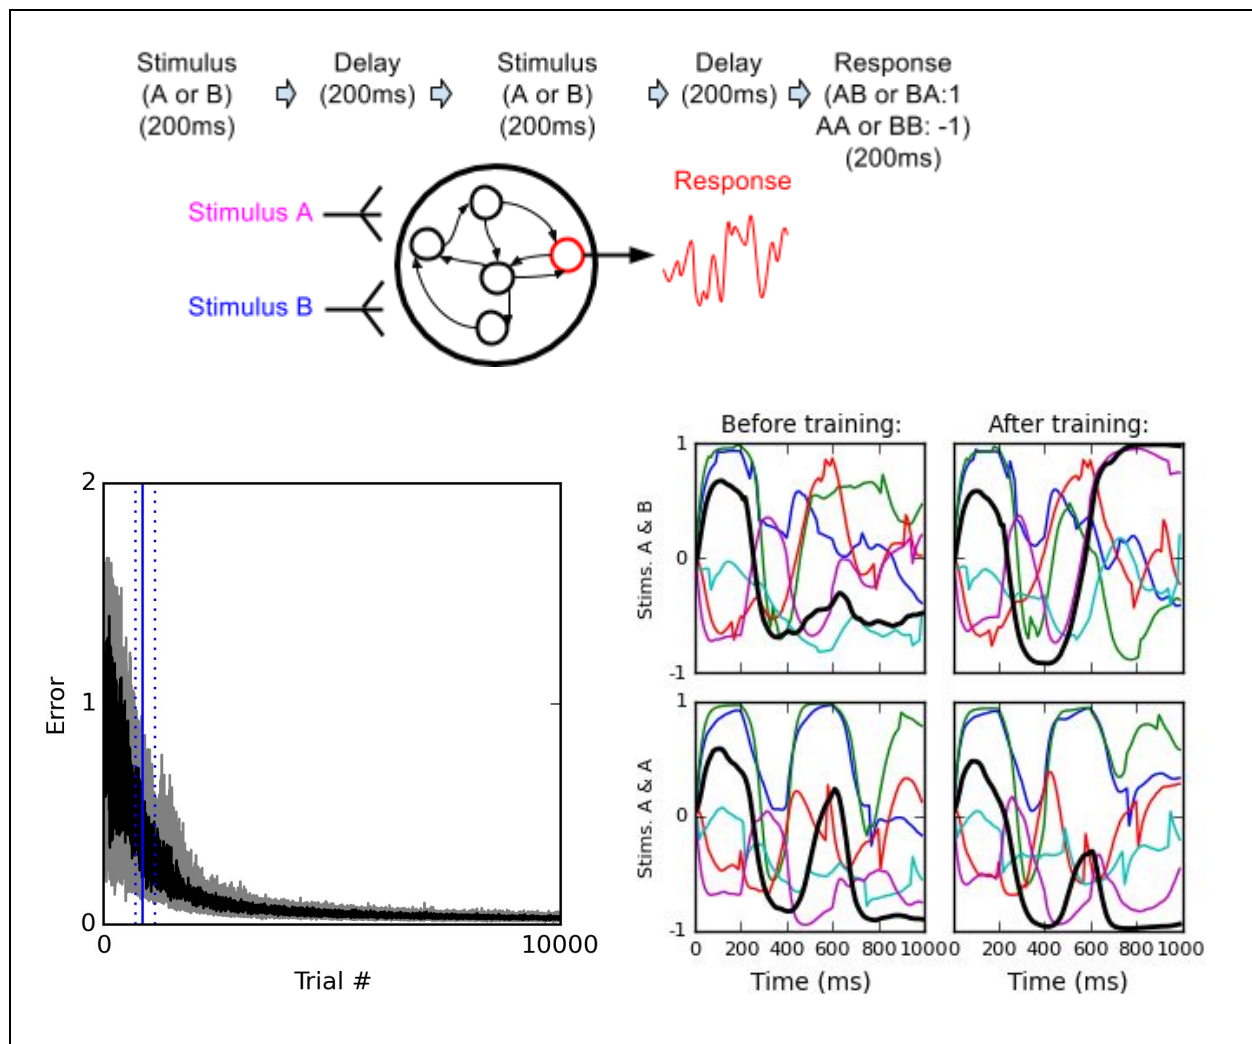 Stimulus
(A or B)
(200ms)
Delay
(200ms)
Stimulus
(A or B)
(200ms)
Delay
(200ms)
Response
(AB or BA:1
AA or BB: -1)
(200ms)
Stimulus A
Stimulus B
Response
2
1
0
Error
0
10000
Trial #
Before training:
After training:
1
0
-1
Stims. A & B
1
0
-1
Stims. A & A
0
200
400
600
800
1000
Time (ms)
0
200
400
600
800
1000
Time (ms)